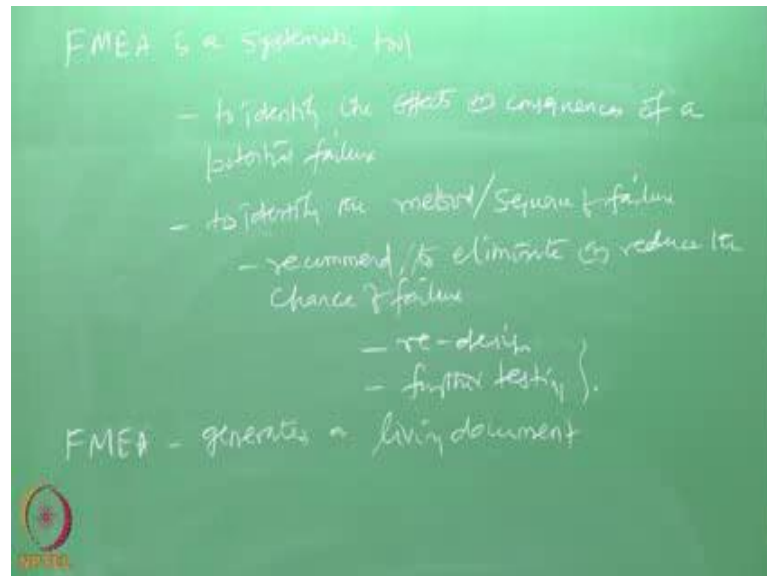 FMEA is a systematic tool
- to identify the effects or consequences of a
potential failure
- to identify the method/sequence of failure
- recommend/to eliminate or reduce the
chance of failure
- re-design
- further testing }.
FMEA - generates a living document
NPTEL